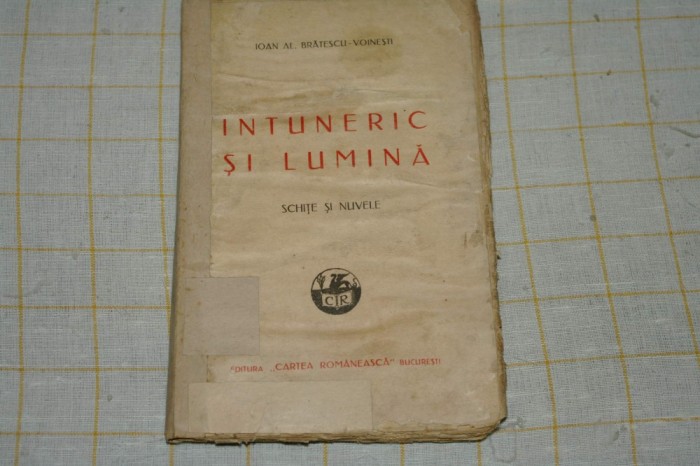 IOAN AL. BRĂTESCU-VOINEȘTI
INTUNERIC
ȘI LUMINĂ
SCHIȚE ȘI NUVELE
CR
EDITURA „CARTEA ROMÂNEASCĂ" BUCUREȘTI